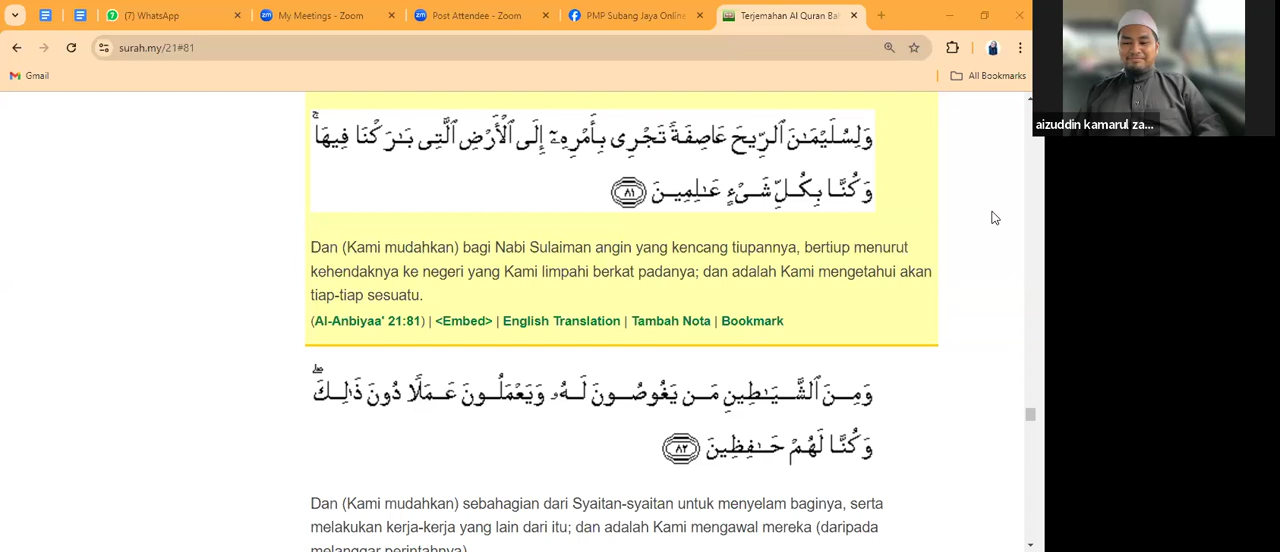 (7) WhatsApp
My Meetings - Zoom
Post Attendee - Zoom
PMP Subang Jaya Online
Terjemahan Al Quran Bah
surah.my/21#81
Gmail
All Bookmarks
aizuddin kamarul za...
وَلِسُلَيْمَـٰنَ ٱلرِّيحَ عَاصِفَةً تَجْرِى بِأَمْرِهِۦٓ إِلَى ٱلْأَرْضِ ٱلَّتِى بَـٰرَكْنَا فِيهَا ۚ
وَكُنَّا بِكُلِّ شَىْءٍ عَـٰلِمِينَ ٨١
Dan (Kami mudahkan) bagi Nabi Sulaiman angin yang kencang tiupannya, bertiup menurut
kehendaknya ke negeri yang Kami limpahi berkat padanya; dan adalah Kami mengetahui akan
tiap-tiap sesuatu.
(Al-Anbiyaa' 21:81) | <Embed> | English Translation | Tambah Nota | Bookmark
وَمِنَ ٱلشَّيَـٰطِينِ مَن يَغُوصُونَ لَهُۥ وَيَعْمَلُونَ عَمَلًا دُونَ ذَٰلِكَ ۖ
وَكُنَّا لَهُمْ حَـٰفِظِينَ ٨٢
Dan (Kami mudahkan) sebahagian dari Syaitan-syaitan untuk menyelam baginya, serta
melakukan kerja-kerja yang lain dari itu; dan adalah Kami mengawal mereka (daripada
melanggar perintahnya).